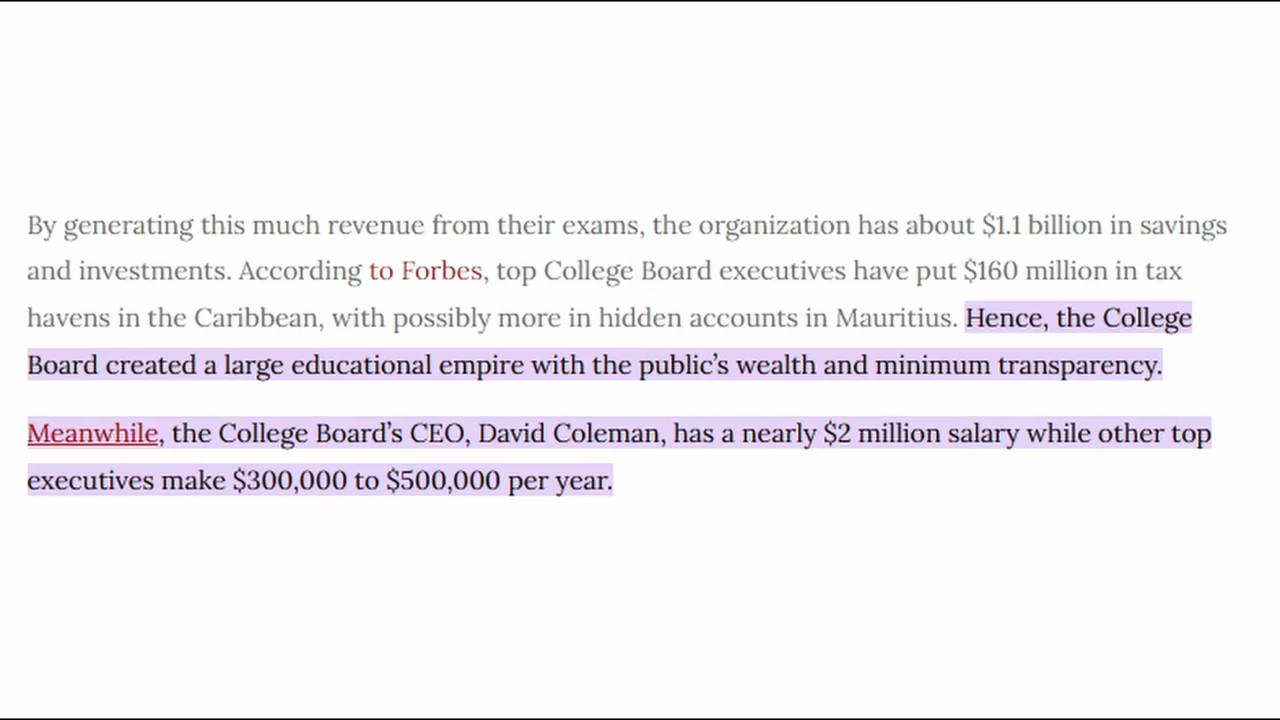 By generating this much revenue from their exams, the organization has about $1.1 billion in savings
and investments. According to Forbes, top College Board executives have put $160 million in tax
havens in the Caribbean, with possibly more in hidden accounts in Mauritius. Hence, the College
Board created a large educational empire with the public’s wealth and minimum transparency.
Meanwhile, the College Board’s CEO, David Coleman, has a nearly $2 million salary while other top
executives make $300,000 to $500,000 per year.